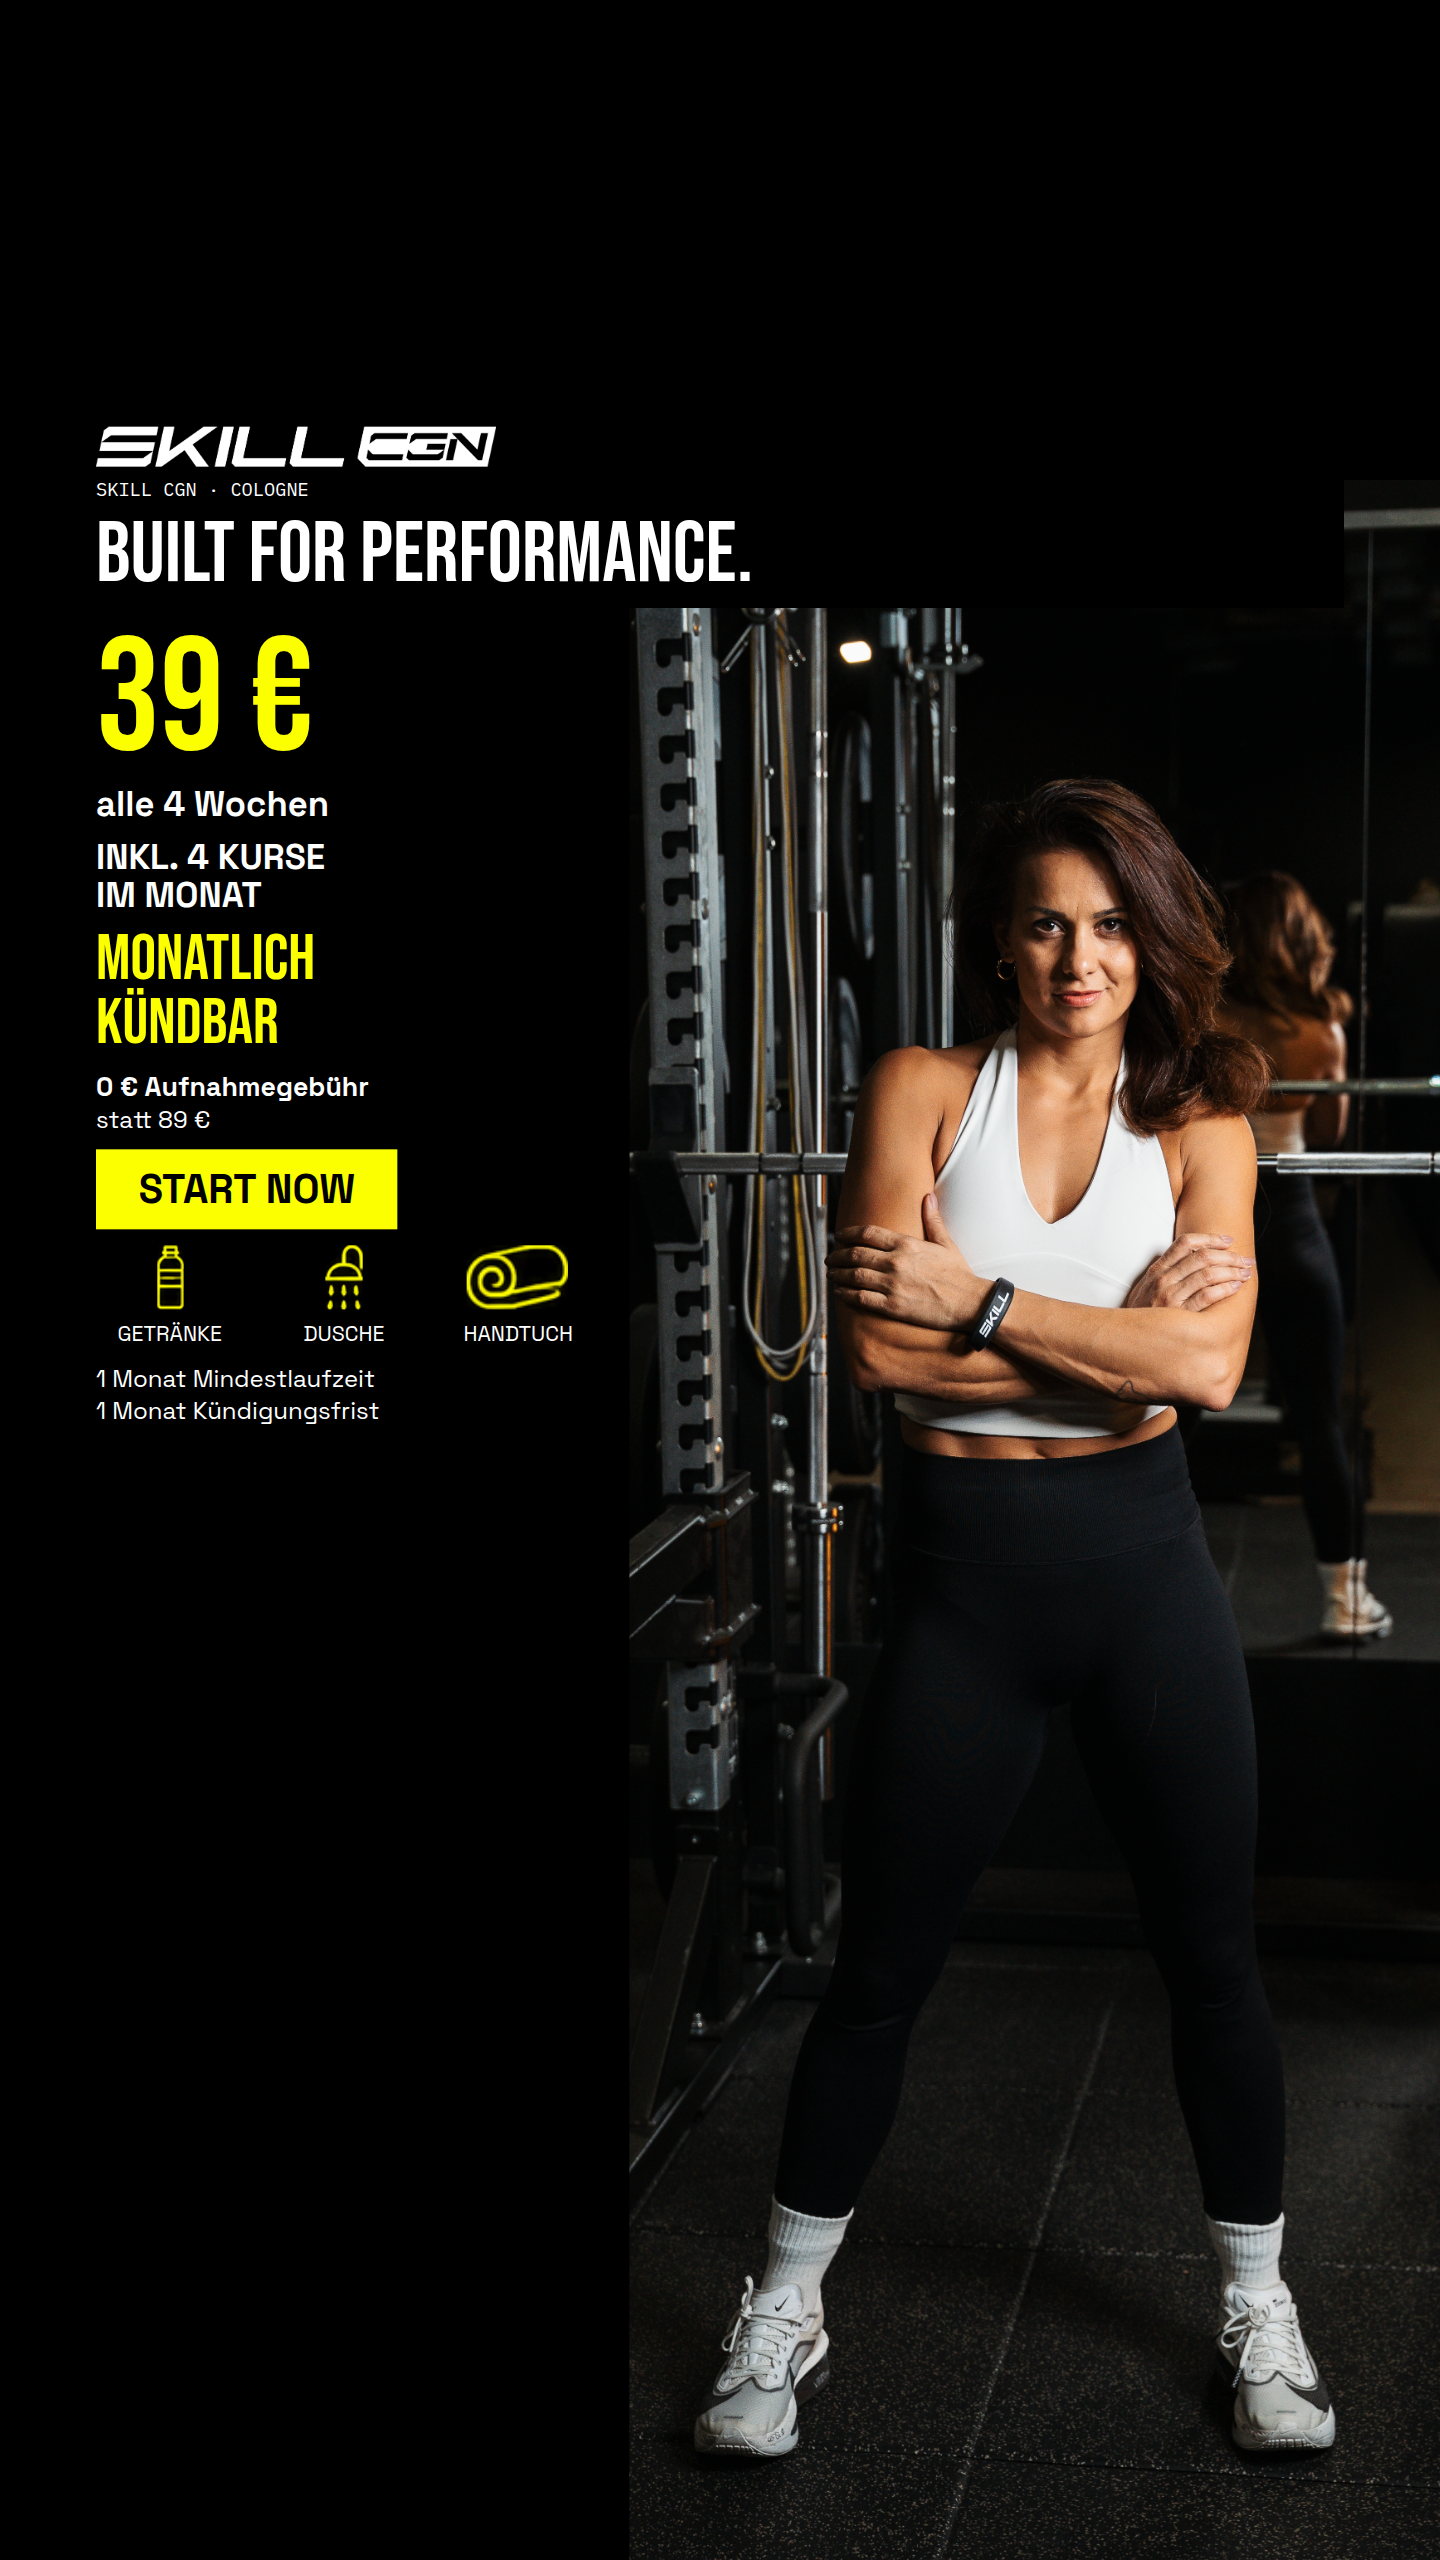 SKILL CGN
SKILL CGN · COLOGNE
BUILT FOR PERFORMANCE.
39 €
alle 4 Wochen
INKL. 4 KURSE
IM MONAT
MONATLICH
KÜNDBAR
0 € Aufnahmegebühr
statt 89 €
START NOW
GETRÄNKE DUSCHE HANDTUCH
1 Monat Mindestlaufzeit
1 Monat Kündigungsfrist
SKILL